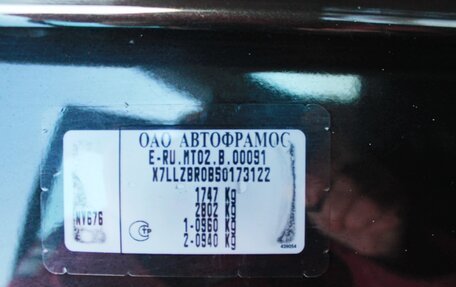 ОАО АВТОФРАМОС
E-RU.MT02.B.00091
X7LLZBR0B50173122
1747 Kg
2802 Kg
1-0960 Kg
2-0940 Kg
NV676